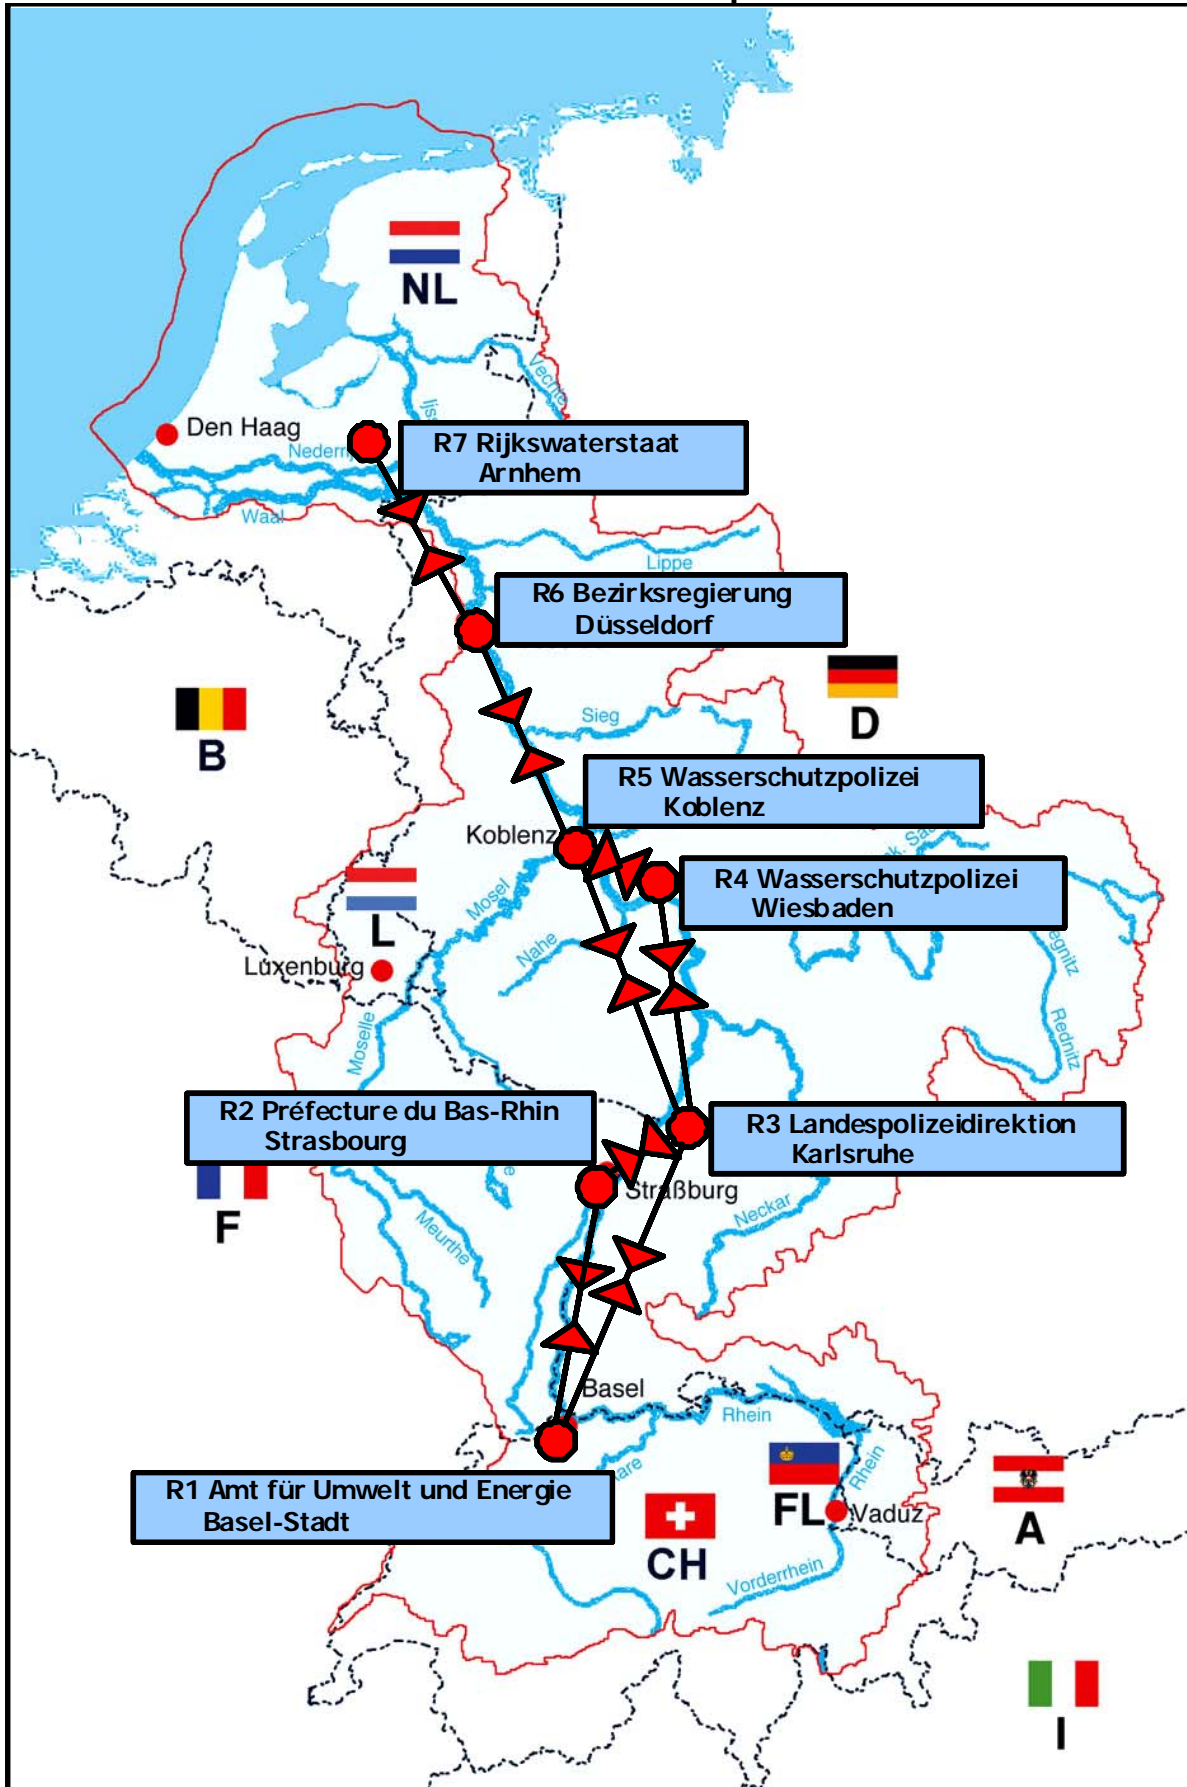 NL
Vechte
Den Haag
R7 Rijkswaterstaat
Arnhem
Waal
Lippe
R6 Bezirksregierung
Düsseldorf
D
B
Sieg
R5 Wasserschutzpolizei
Koblenz
Koblenz
R4 Wasserschutzpolizei
Wiesbaden
Mosel
L
Nahe
Luxenburg
Moselle
Rednitz
R2 Préfecture du Bas-Rhin
Strasbourg
R3 Landespolizeidirektion
Karlsruhe
F
Straßburg
Neckar
Meurthe
Basel
Rhein
Rhein
R1 Amt für Umwelt und Energie
Basel-Stadt
FL
Vaduz
A
CH
Vorderrhein
I